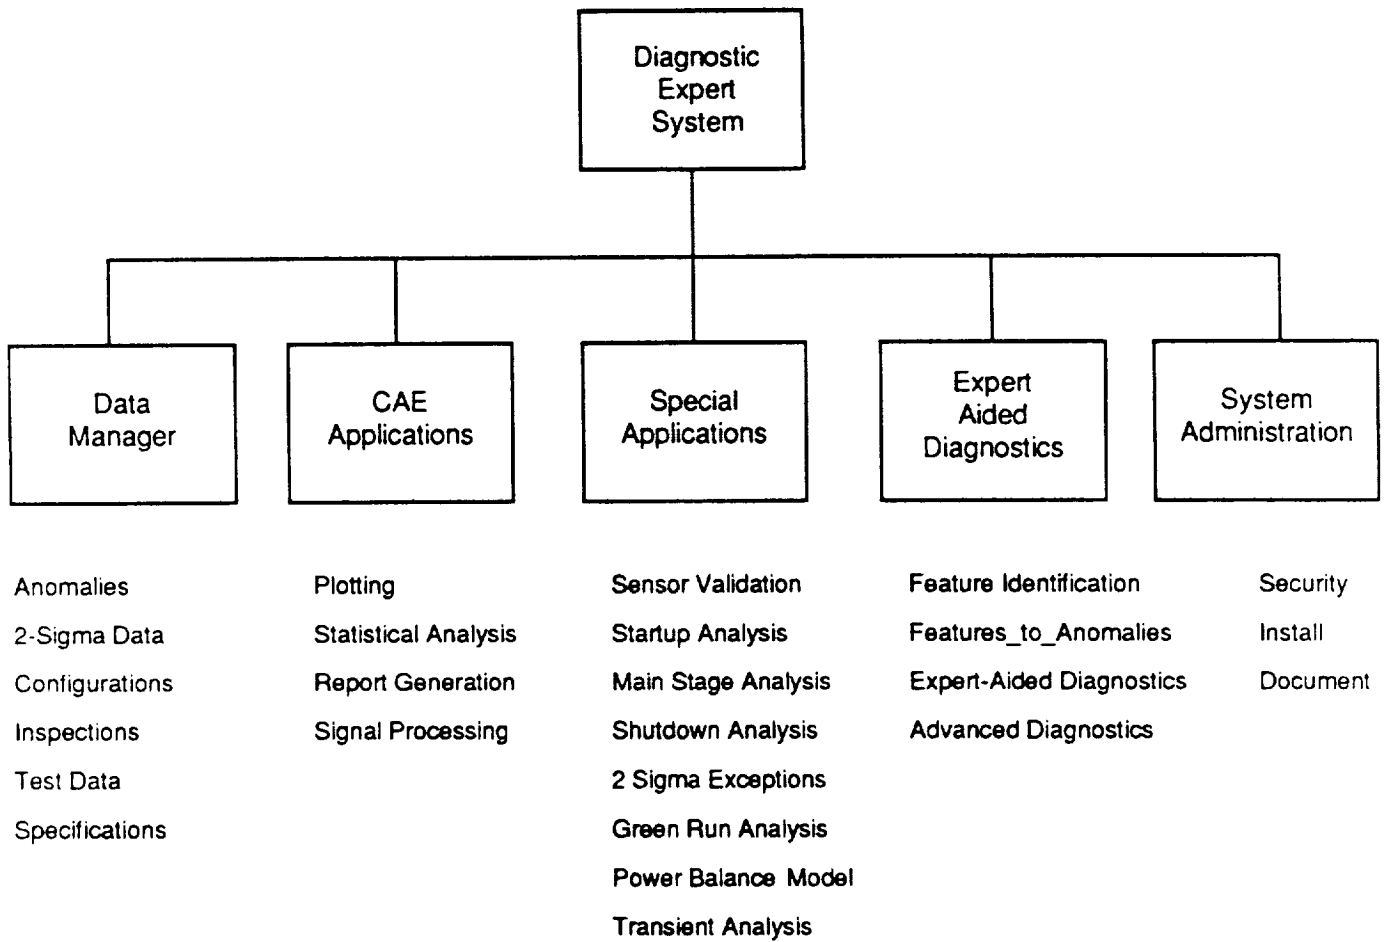 Diagnostic
Expert
System
Data
Manager
CAE
Applications
Special
Applications
Expert
Aided
Diagnostics
System
Administration
Anomalies
2-Sigma Data
Configurations
Inspections
Test Data
Specifications
Plotting
Statistical Analysis
Report Generation
Signal Processing
Sensor Validation
Startup Analysis
Main Stage Analysis
Shutdown Analysis
2 Sigma Exceptions
Green Run Analysis
Power Balance Model
Transient Analysis
Feature Identification
Features_to_Anomalies
Expert-Aided Diagnostics
Advanced Diagnostics
Security
Install
Document